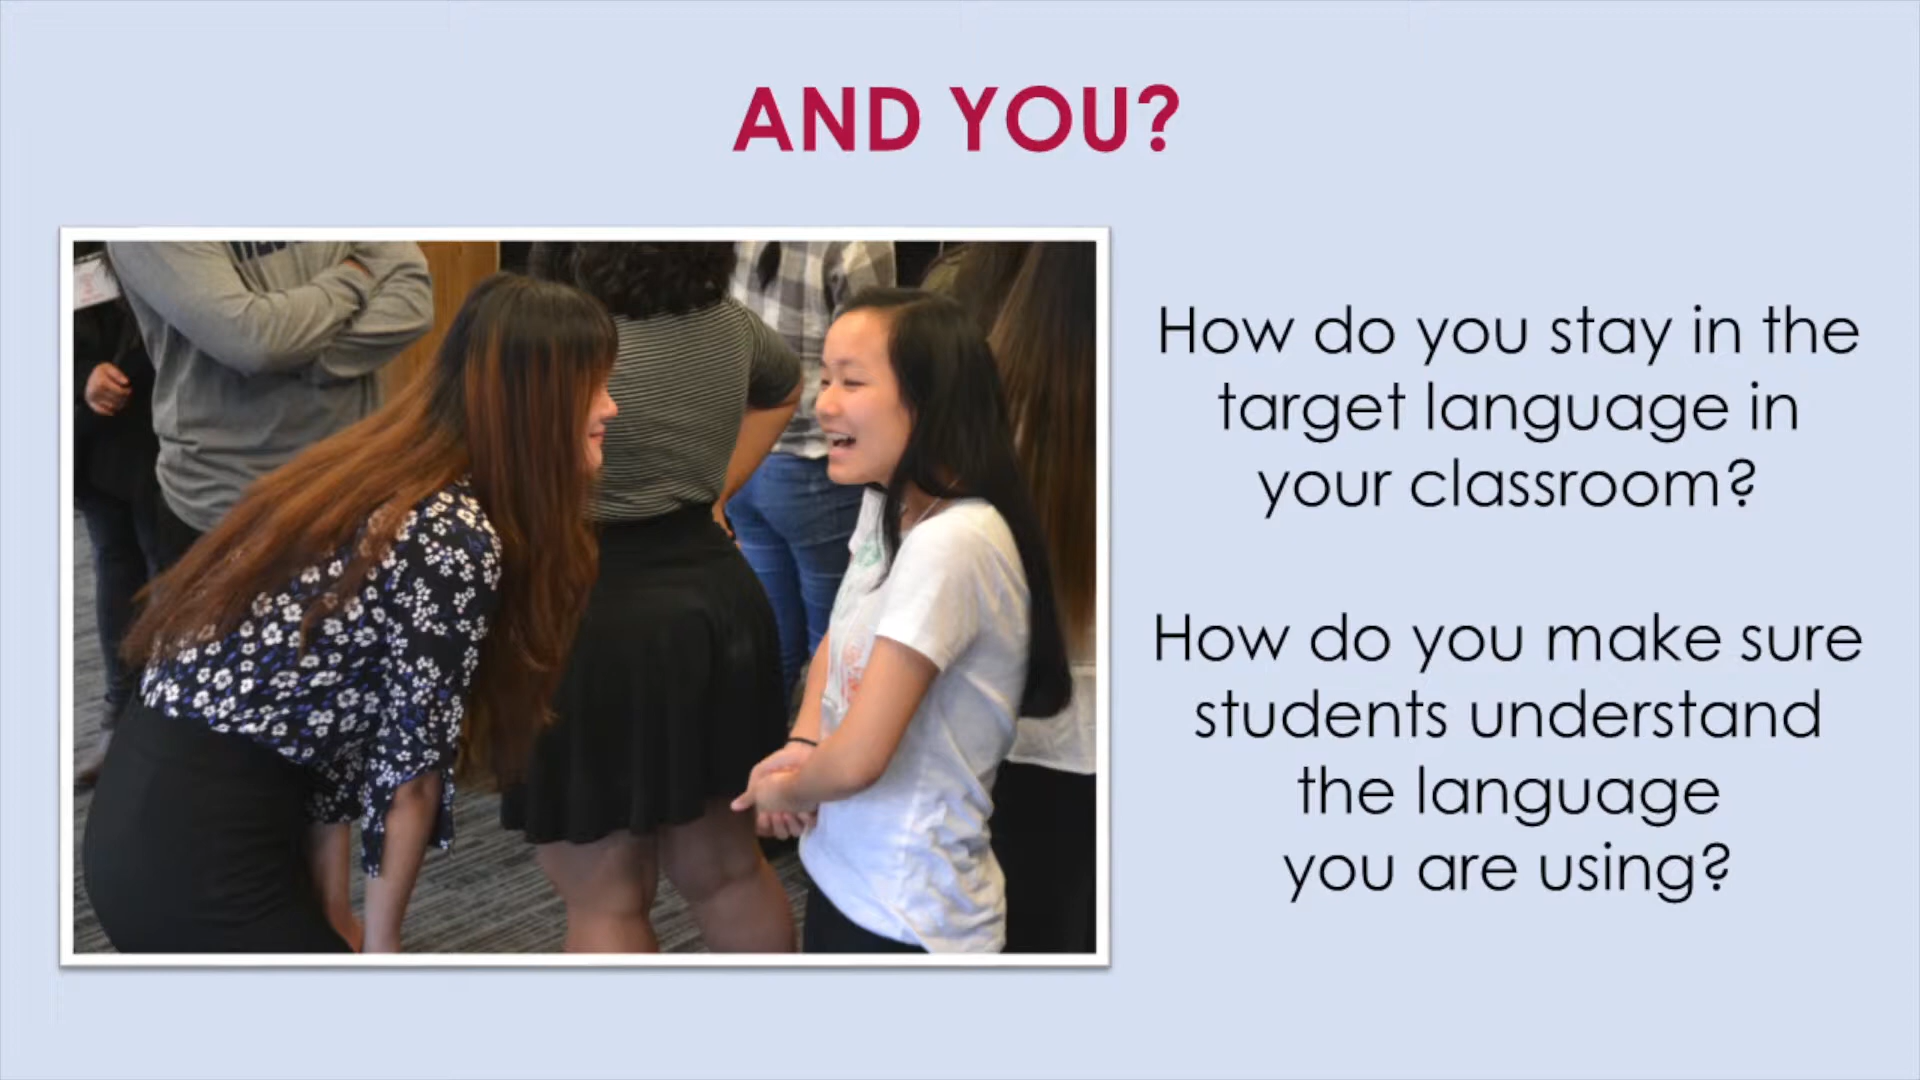 AND YOU?
How do you stay in the
target language in
your classroom?
How do you make sure
students understand
the language
you are using?